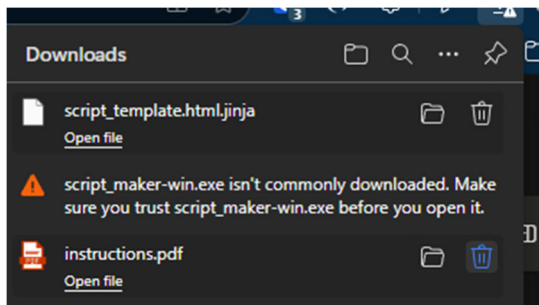 3
Downloads
script_template.html.jinja
Open file
script_maker-win.exe isn't commonly downloaded. Make
sure you trust script_maker-win.exe before you open it.
instructions.pdf
Open file